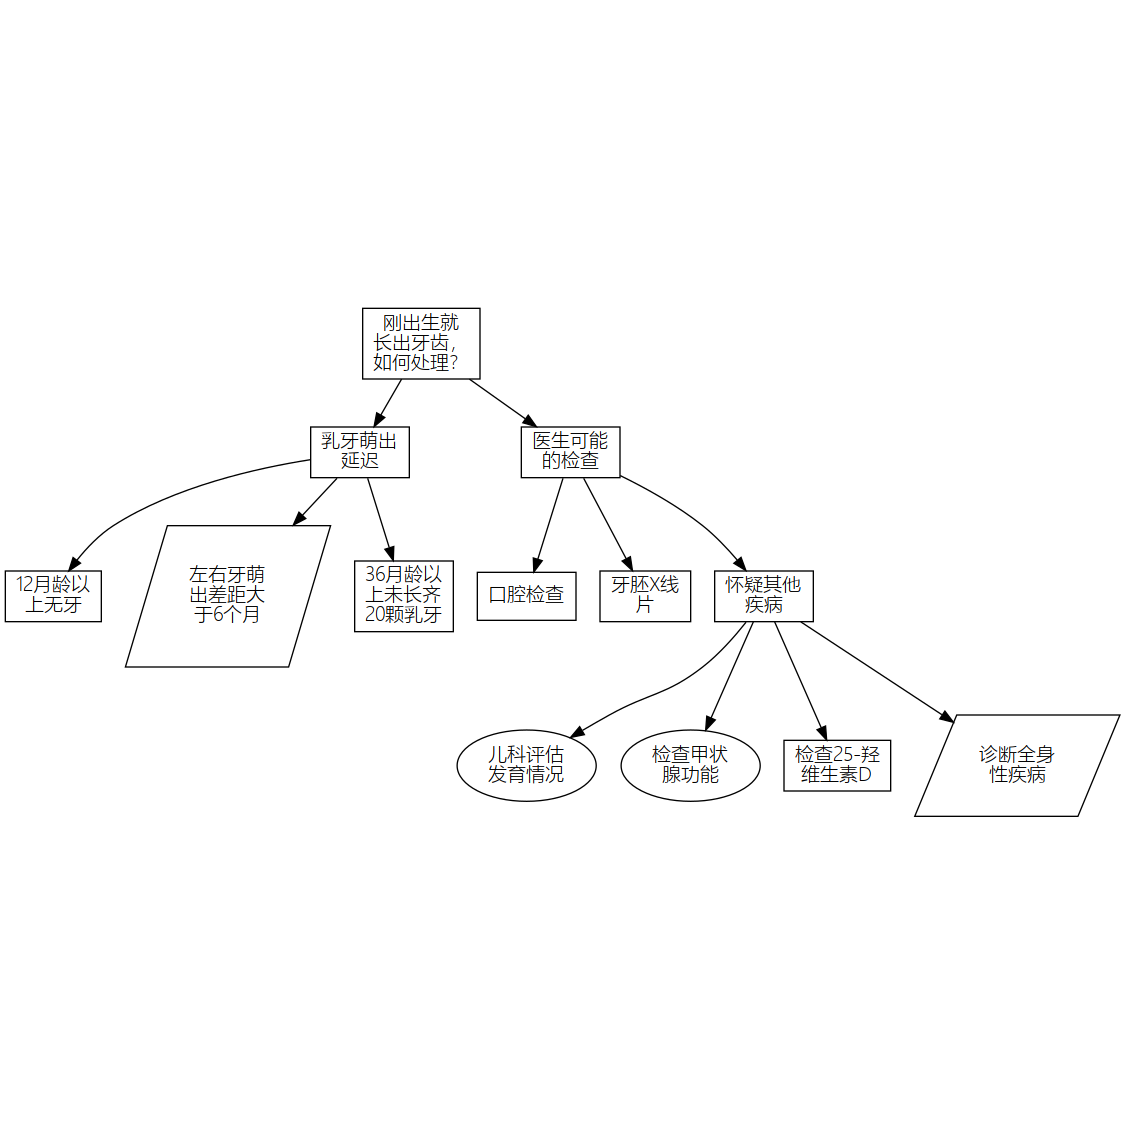 刚出生就
长出牙齿，
如何处理？
乳牙萌出
延迟
医生可能
的检查
12月龄以
上无牙
左右牙萌
出差距大
于6个月
36月龄以
上未长齐
20颗乳牙
口腔检查
牙胚X线
片
怀疑其他
疾病
儿科评估
发育情况
检查甲状
腺功能
检查25-羟
维生素D
诊断全身
性疾病